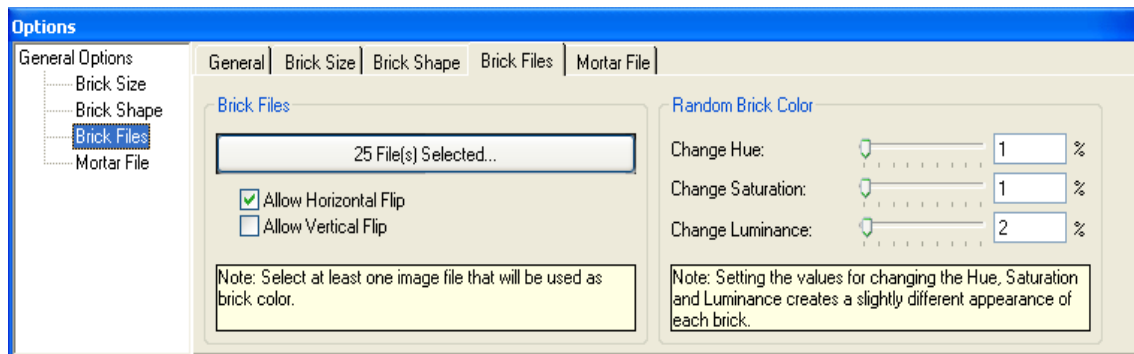 Options
General Options
Brick Size
Brick Shape
Brick Files
Mortar File
General
Brick Size
Brick Shape
Brick Files
Mortar File
Brick Files
25 File(s) Selected...
Allow Horizontal Flip
Allow Vertical Flip
Note: Select at least one image file that will be used as
brick color.
Random Brick Color
Change Hue: 1 %
Change Saturation: 1 %
Change Luminance: 2 %
Note: Setting the values for changing the Hue, Saturation
and Luminance creates a slightly different appearance of
each brick.